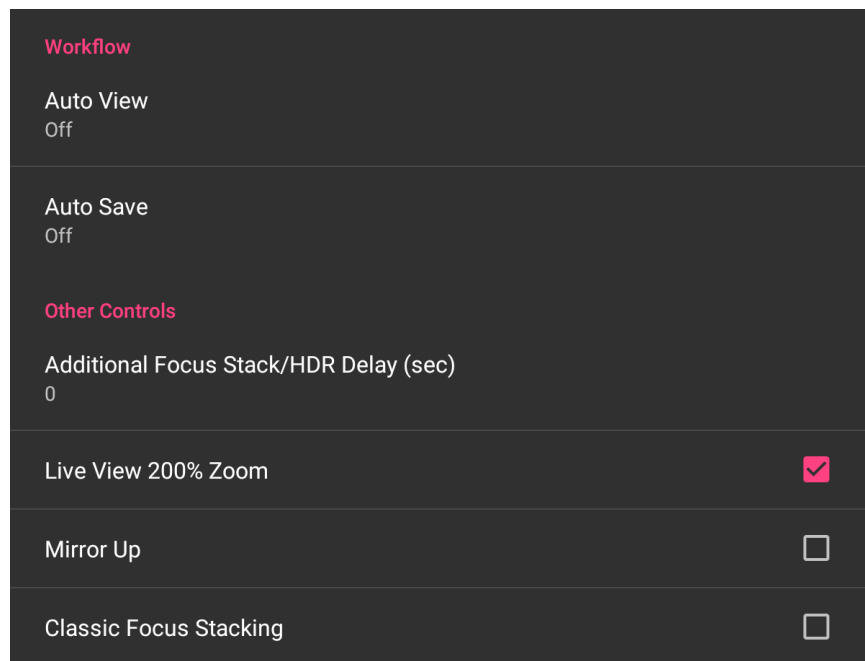 Workflow
Auto View
Off
Auto Save
Off
Other Controls
Additional Focus Stack/HDR Delay (sec)
0
Live View 200% Zoom
Mirror Up
Classic Focus Stacking